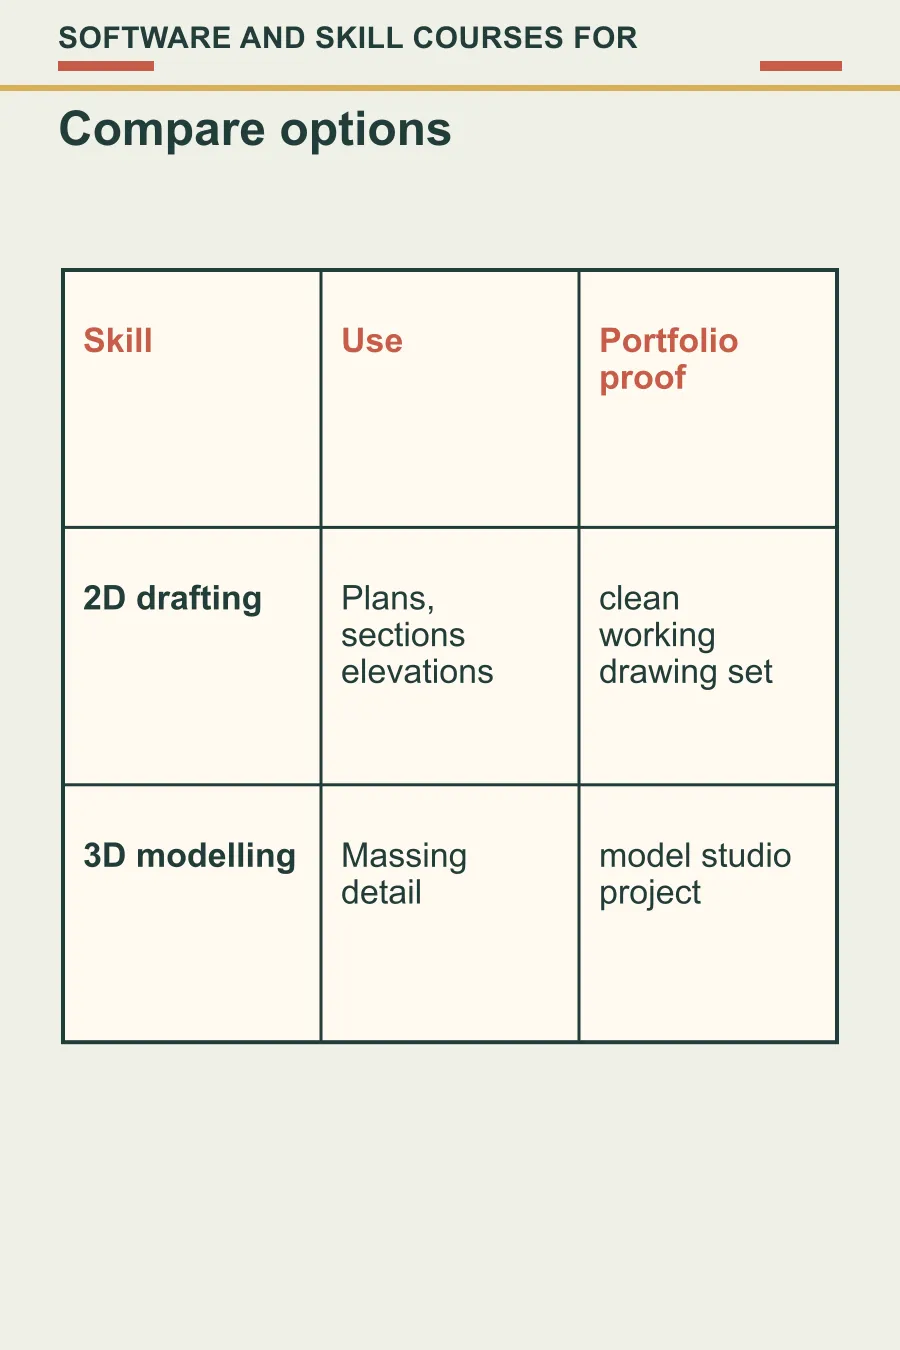 SOFTWARE AND SKILL COURSES FOR
Compare options
Skill
Use
Portfolio
proof
2D drafting
Plans,
sections
elevations
clean
working
drawing set
3D modelling
Massing
detail
model studio
project